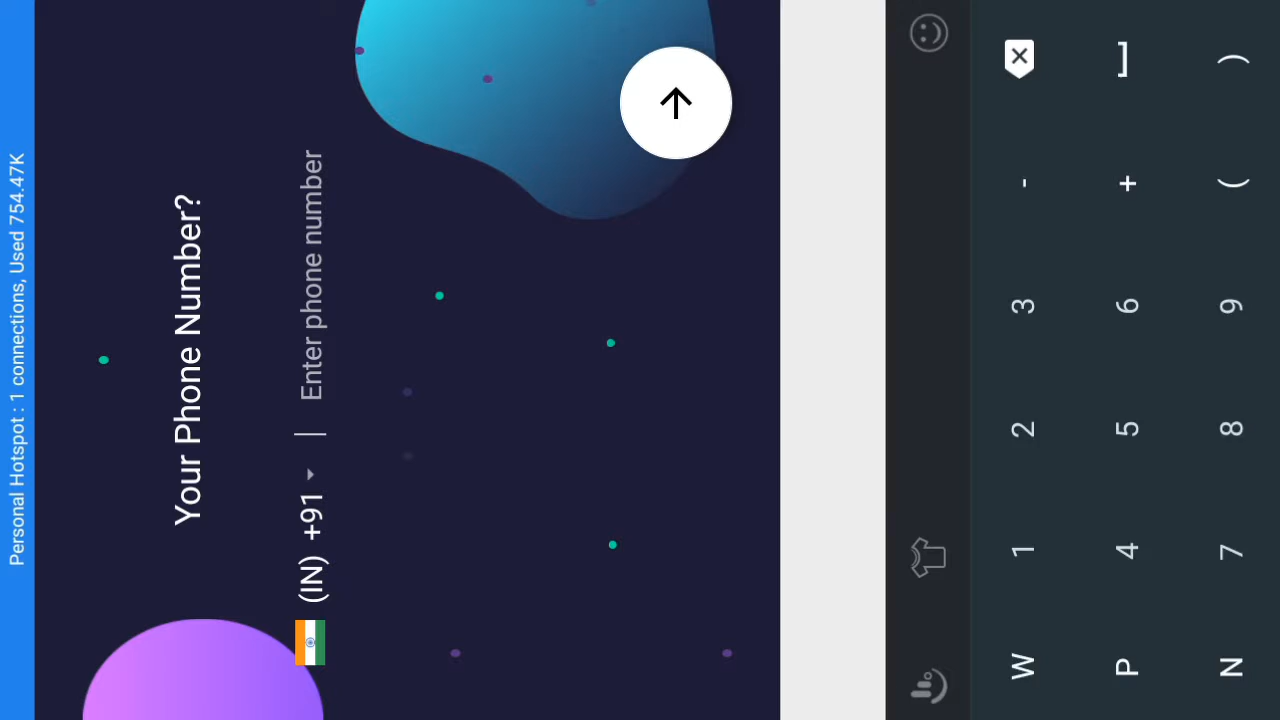 Personal Hotspot : 1 connections, Used 754.47K
Your Phone Number?
(IN) +91 | Enter phone number
W 1 2 3 -
P 4 5 6 + ]
N 7 8 9 ( )